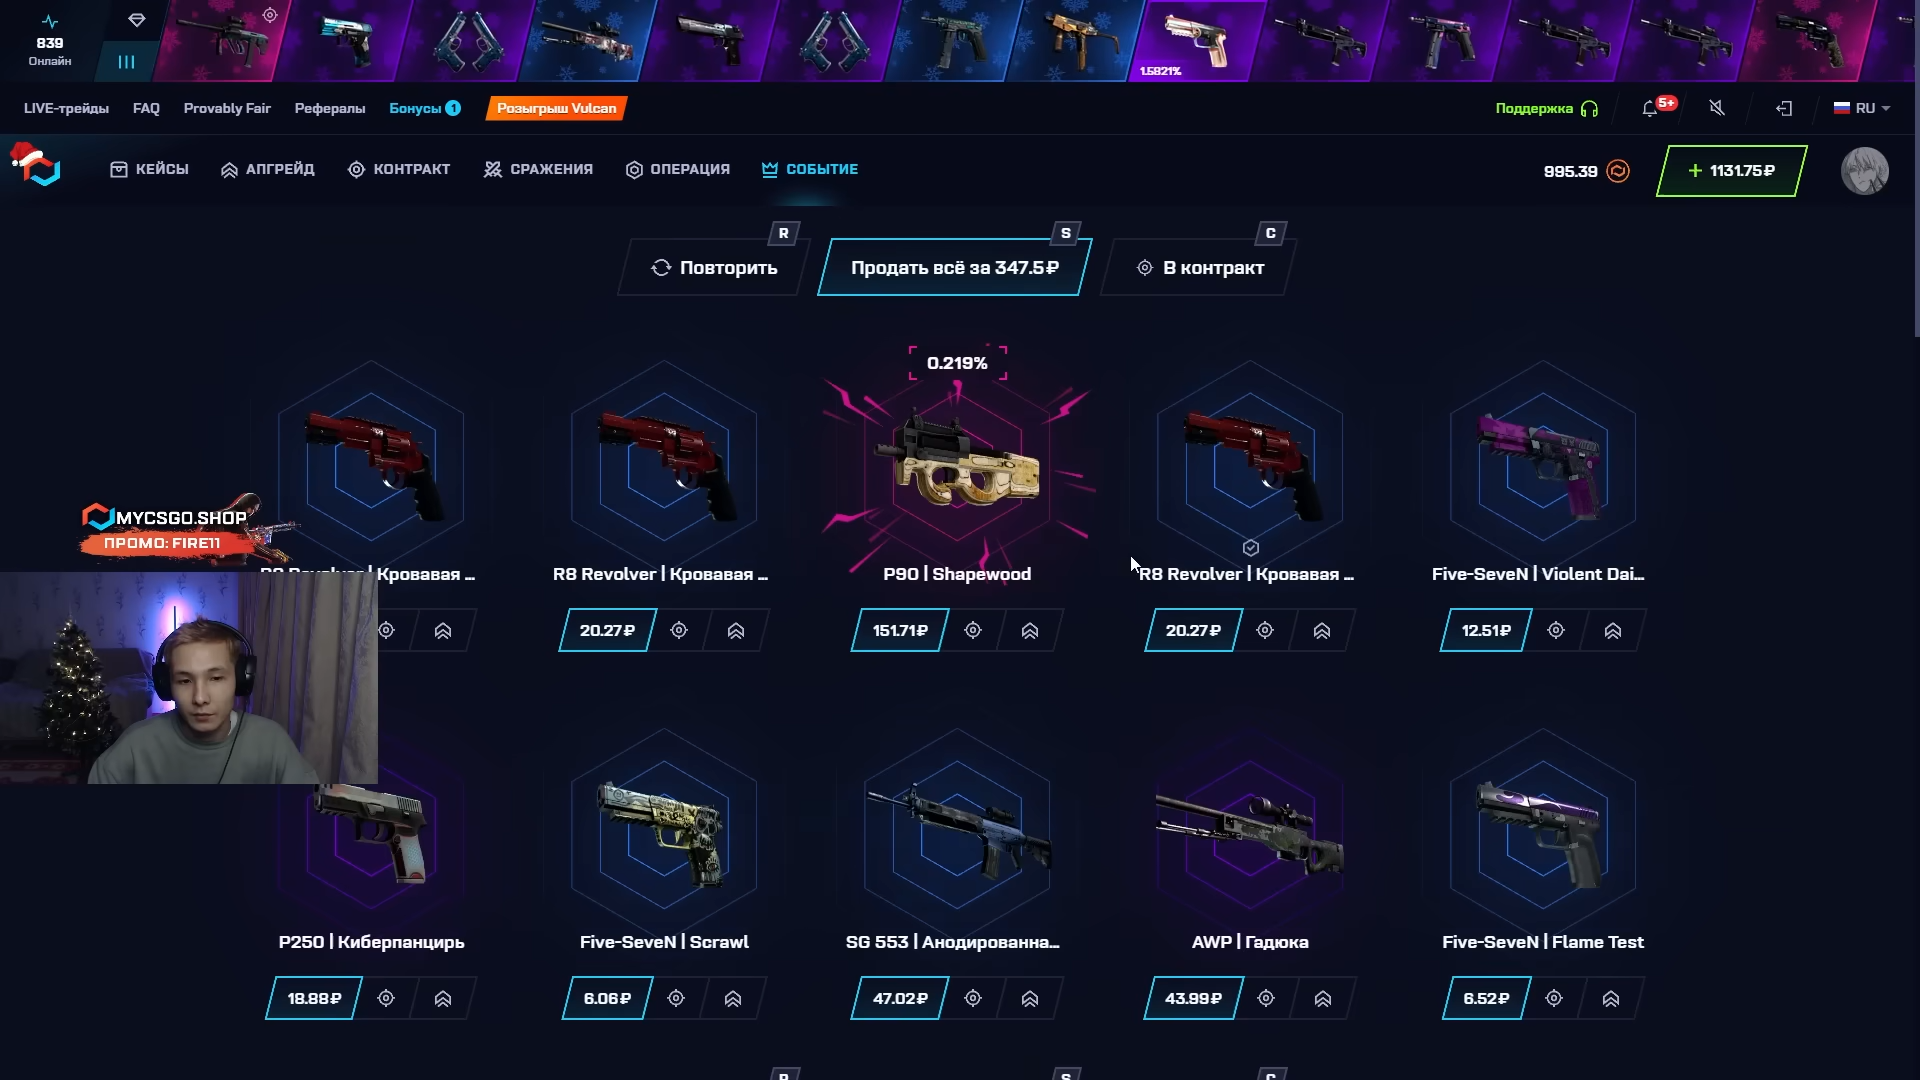 839
Онлайн
1.5821%
LIVE-трейды
FAQ
Provably Fair
Рефералы
Бонусы 1
Розыгрыш Vulcan
Поддержка
5+
RU
КЕЙСЫ
АПГРЕЙД
КОНТРАКТ
СРАЖЕНИЯ
ОПЕРАЦИЯ
СОБЫТИЕ
995.39
+ 1131.75₽
R
S
C
Повторить
Продать всё за 347.5₽
В контракт
0.219%
MYCSGO.SHOP
ПРОМО: FIRE11
R8 Revolver | Кровавая ...
R8 Revolver | Кровавая ...
P90 | Shapewood
R8 Revolver | Кровавая ...
Five-SeveN | Violent Dai...
20.27₽
151.71₽
20.27₽
12.51₽
P250 | Киберпанцирь
Five-SeveN | Scrawl
SG 553 | Анодированна...
AWP | Гадюка
Five-SeveN | Flame Test
18.88₽
6.06₽
47.02₽
43.99₽
6.52₽
R
S
C